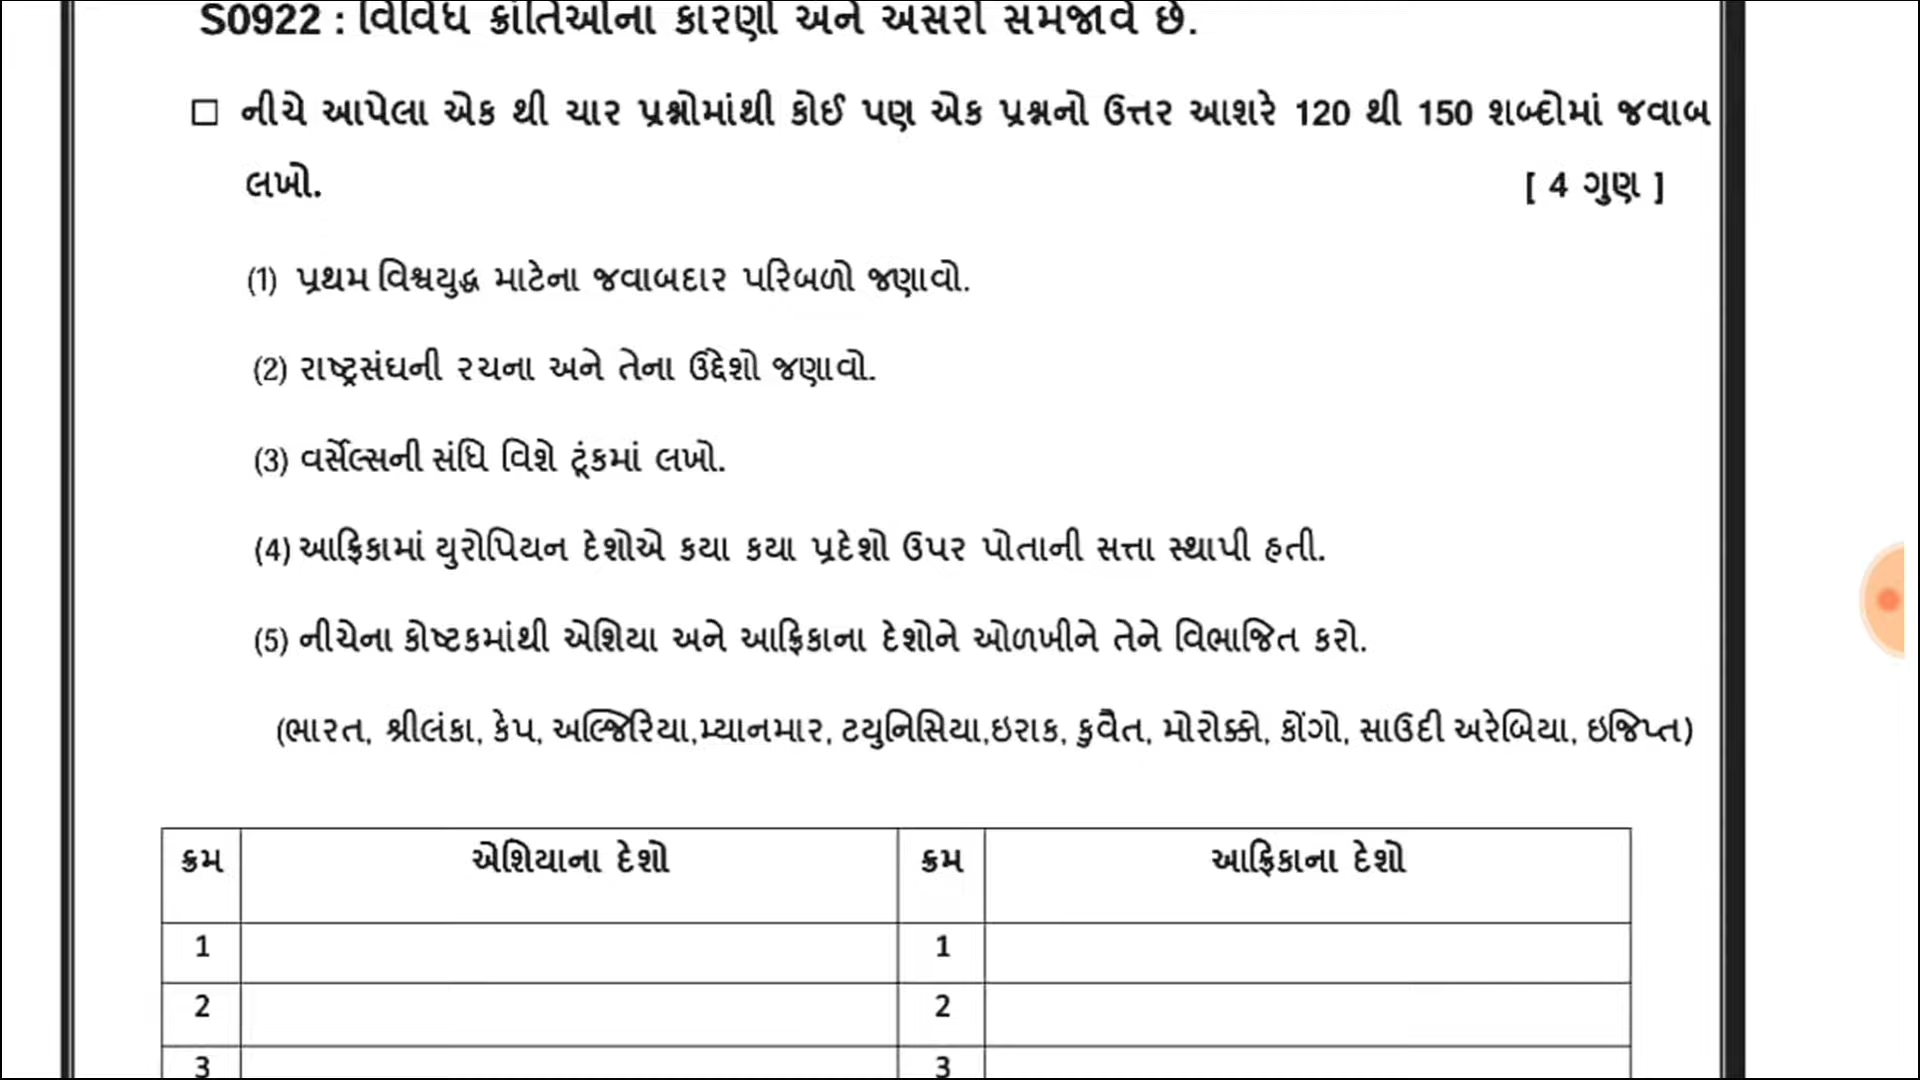 S0922 : વિવિધ ક્રાંતિઓના કારણો અને અસરો સમજાવે છે.
□ નીચે આપેલા એક થી ચાર પ્રશ્નોમાંથી કોઈ પણ એક પ્રશ્નનો ઉત્તર આશરે 120 થી 150 શબ્દોમાં જવાબ
લખો. [ 4 ગુણ ]
(1) પ્રથમ વિશ્વયુદ્ધ માટેના જવાબદાર પરિબળો જણાવો.
(2) રાષ્ટ્રસંઘની રચના અને તેના ઉદ્દેશો જણાવો.
(3) વર્સેલ્સની સંધિ વિશે ટૂંકમાં લખો.
(4) આફ્રિકામાં યુરોપિયન દેશોએ કયા કયા પ્રદેશો ઉપર પોતાની સત્તા સ્થાપી હતી.
(5) નીચેના કોષ્ટકમાંથી એશિયા અને આફ્રિકાના દેશોને ઓળખીને તેને વિભાજિત કરો.
(ભારત, શ્રીલંકા, કેપ, અલ્જિરિયા,મ્યાનમાર, ટયુનિસિયા,ઇરાક, કુવૈત, મોરોક્કો, કોંગો, સાઉદી અરેબિયા, ઇજિપ્ત)
ક્રમ એશિયાના દેશો ક્રમ આફ્રિકાના દેશો
1 1
2 2
3 3